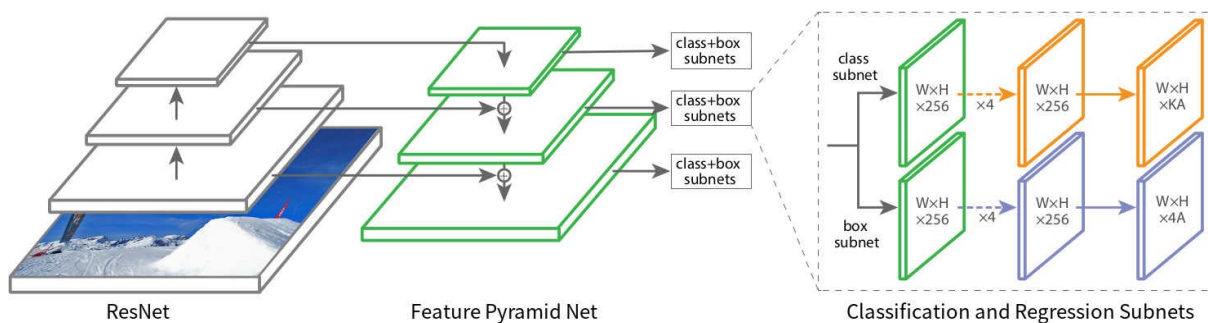 class+box
subnets
class+box
subnets
class+box
subnets
class
subnet
W×H
×256
×4
W×H
×256
W×H
×KA
box
subnet
W×H
×256
×4
W×H
×256
W×H
×4A
ResNet
Feature Pyramid Net
Classification and Regression Subnets